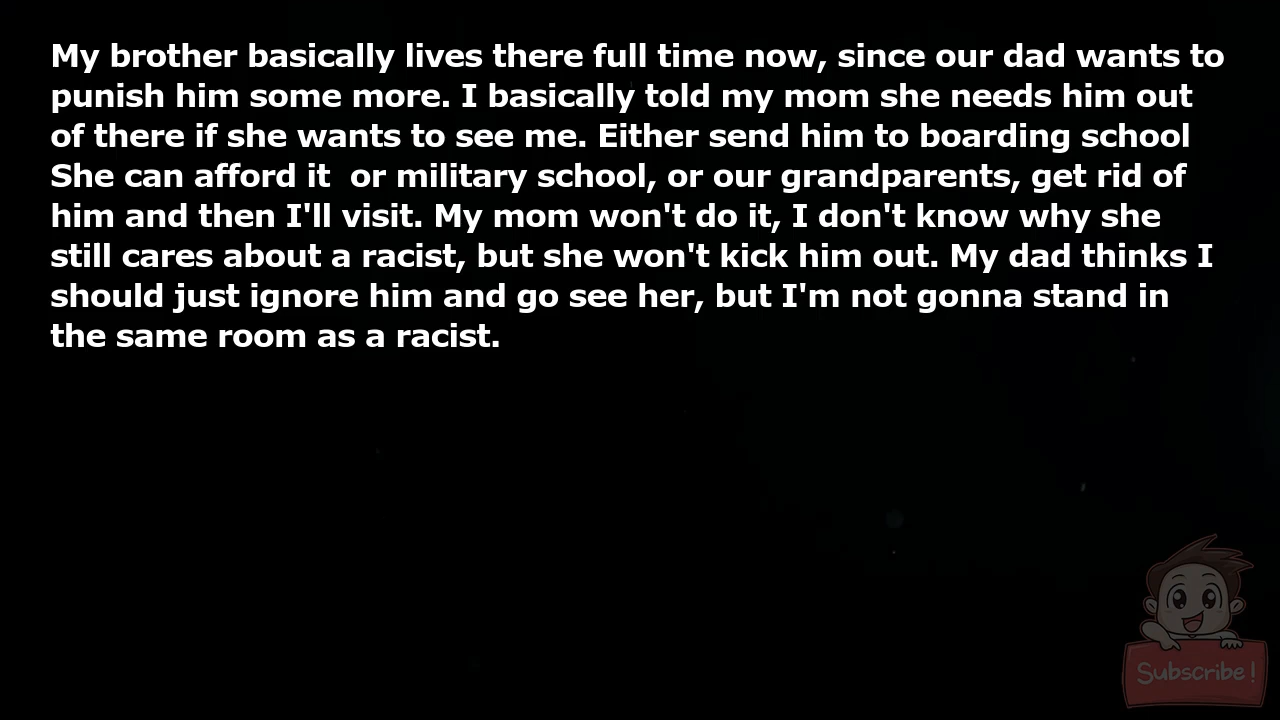 My brother basically lives there full time now, since our dad wants to
punish him some more. I basically told my mom she needs him out
of there if she wants to see me. Either send him to boarding school
She can afford it  or military school, or our grandparents, get rid of
him and then I'll visit. My mom won't do it, I don't know why she
still cares about a racist, but she won't kick him out. My dad thinks I
should just ignore him and go see her, but I'm not gonna stand in
the same room as a racist.
Subscribe!